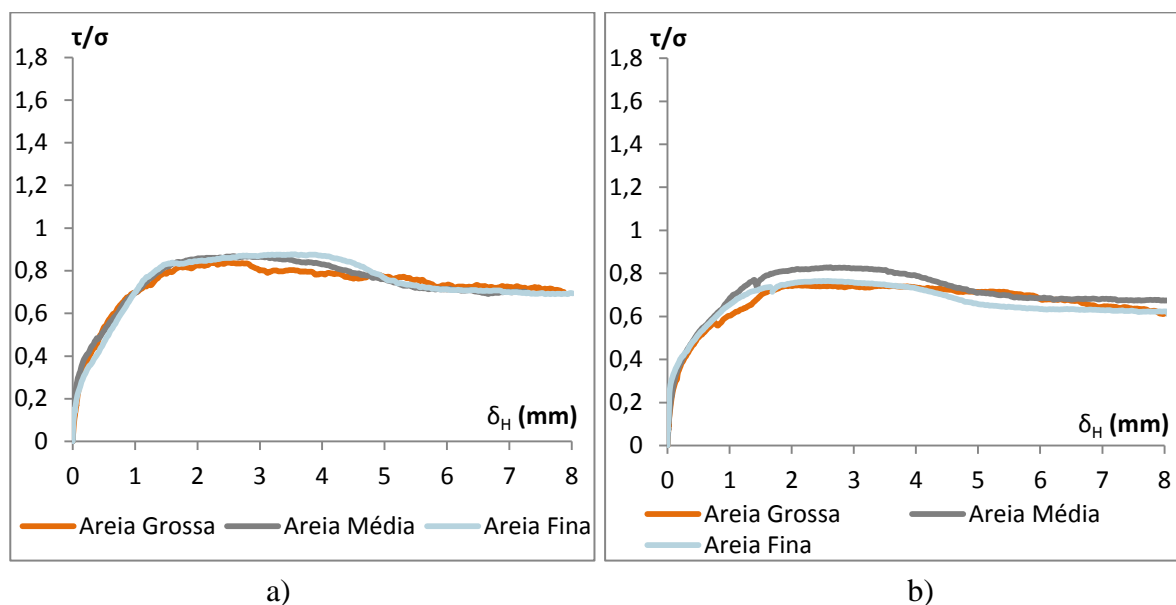 τ/σ
1,8
1,6
1,4
1,2
1
0,8
0,6
0,4
0,2
0
δH (mm)
0 1 2 3 4 5 6 7 8
Areia Grossa Areia Média Areia Fina
a)
τ/σ
1,8
1,6
1,4
1,2
1
0,8
0,6
0,4
0,2
0
δH (mm)
0 1 2 3 4 5 6 7 8
Areia Grossa Areia Média
Areia Fina
b)